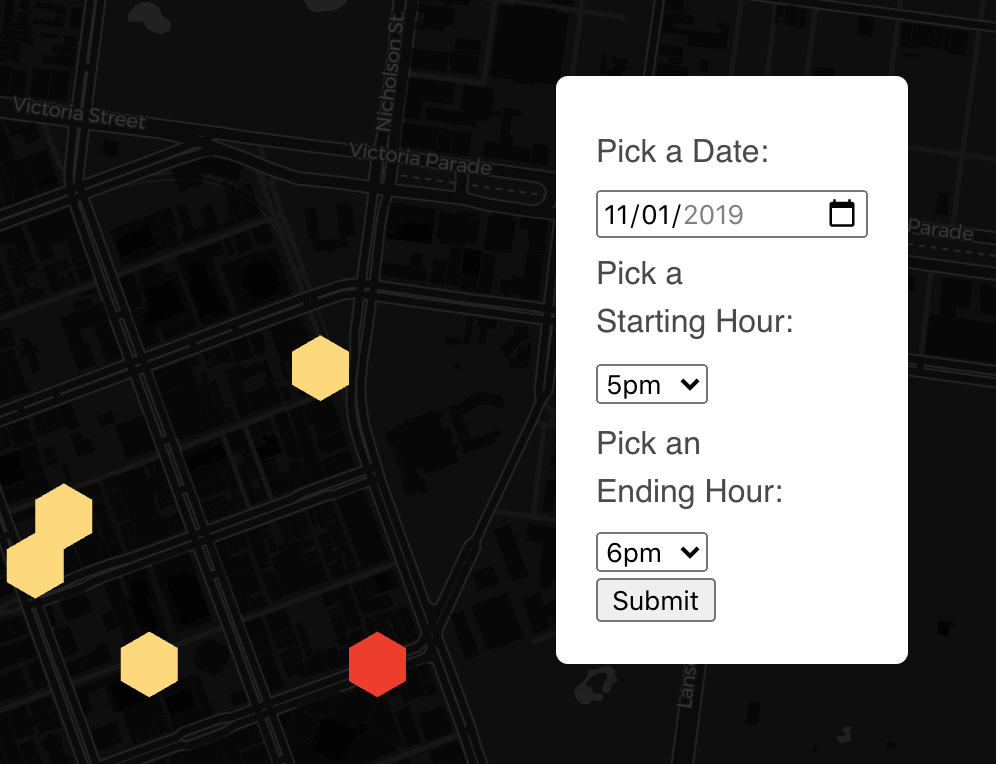 Nicholson St.
Victoria Street
Victoria Parade
Parade
Pick a Date:
11/01/2019
Pick a
Starting Hour:
5pm
Pick an
Ending Hour:
6pm
Submit